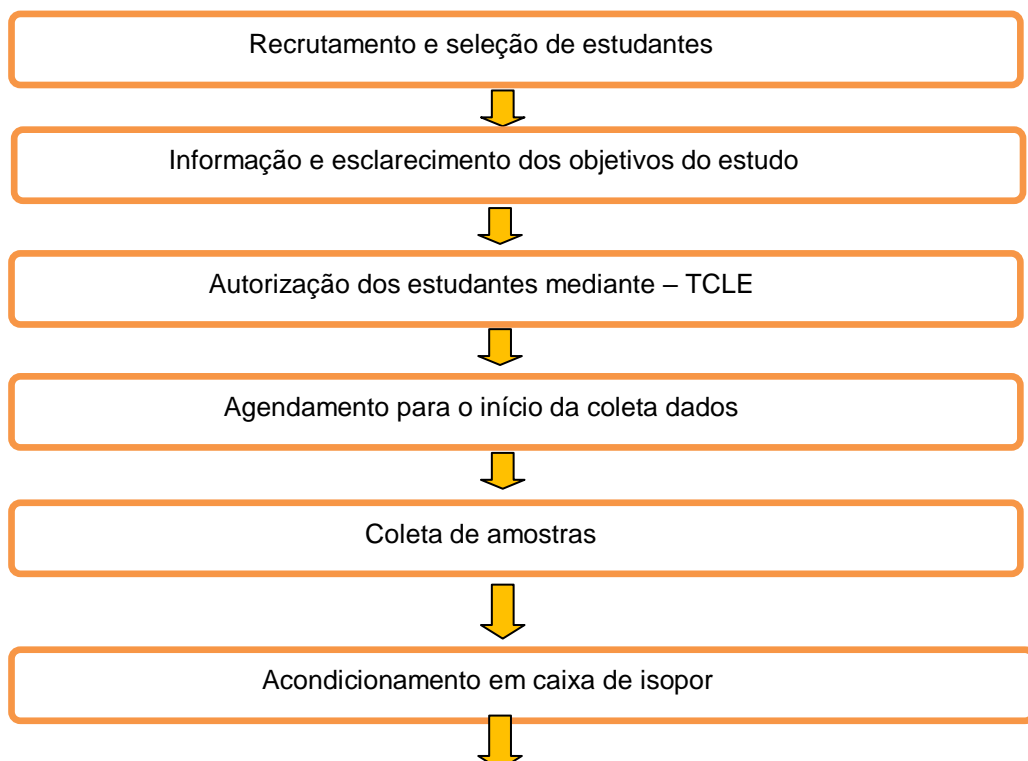 Recrutamento e seleção de estudantes
Informação e esclarecimento dos objetivos do estudo
Autorização dos estudantes mediante – TCLE
Agendamento para o início da coleta dados
Coleta de amostras
Acondicionamento em caixa de isopor